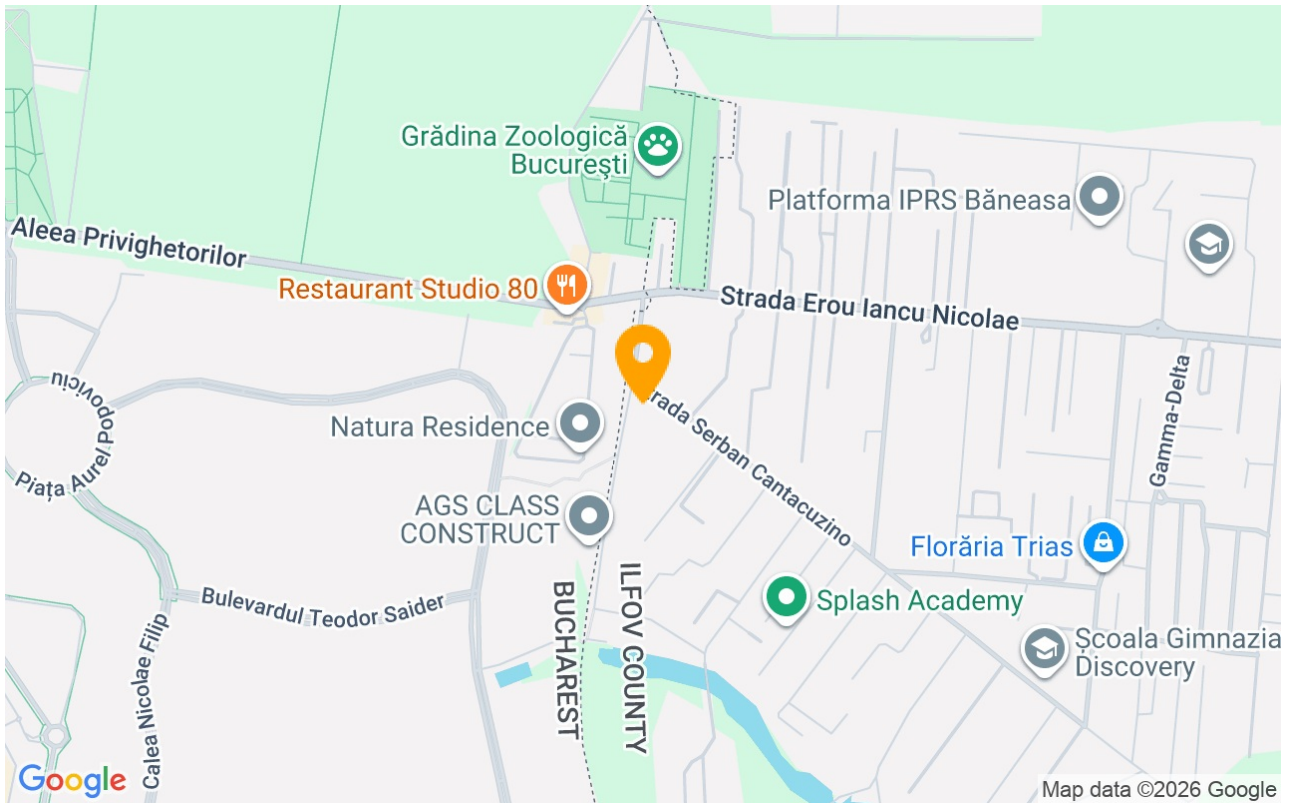 Grădina Zoologică
București
Platforma IPRS Băneasa
Aleea Privighetorilor
Restaurant Studio 80
Strada Erou Iancu Nicolae
Piața Aurel Popoviciu
Natura Residence
rada Serban Cantacuzino
Gamma-Delta
AGS CLASS
CONSTRUCT
Florăria Trias
ILFOV COUNTY
BUCHAREST
Bulevardul Teodor Saider
Splash Academy
Calea Nicolae Filip
Școala Gimnazia
Discovery
Google
Map data ©2026 Google